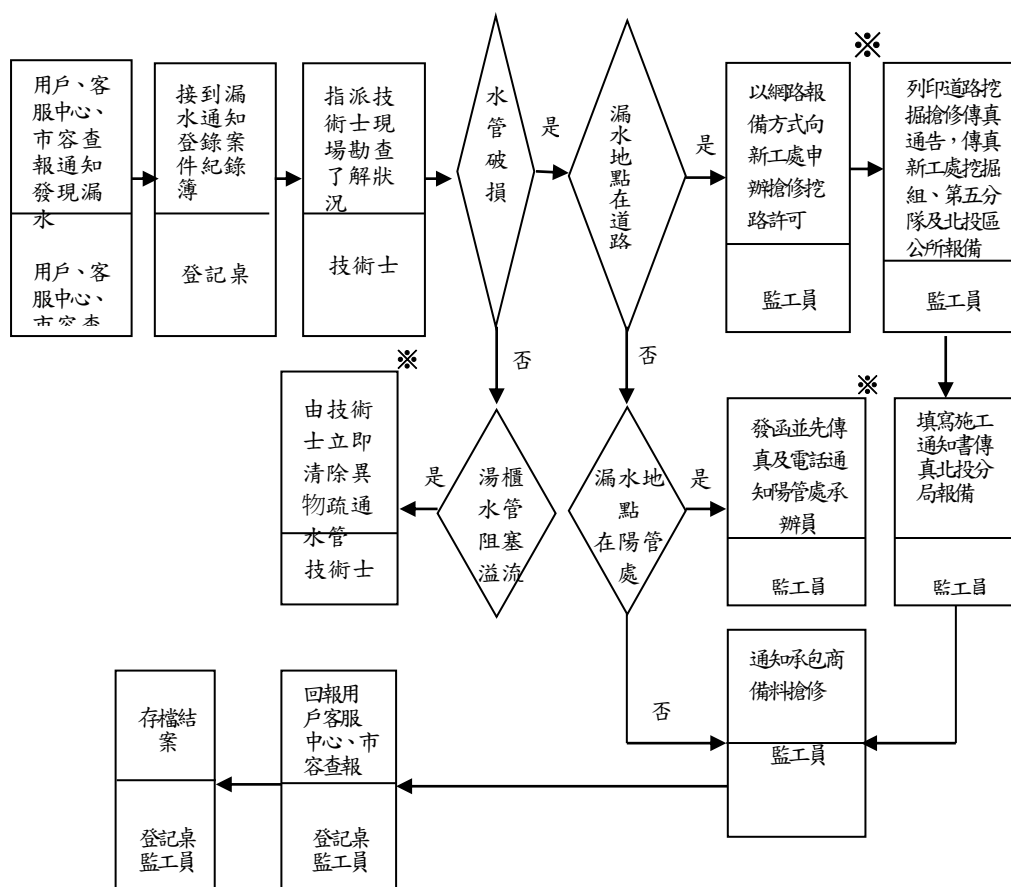 用戶、客
服中心、
市容查
報通知
發現漏
水
用戶、客
服中心、
市容查
接到漏
水通知
登錄案
件紀錄
簿
登記桌
指派技
術士現
場勘查
了解狀
況
技術士
水
管
破
損
是
否
漏
水
地
點
在
道
路
是
否
※
以網路報
備方式向
新工處申
辦搶修挖
路許可
監工員
列印道路挖
掘搶修傳真
通告，傳真
新工處挖掘
組、第五分
隊及北投區
公所報備
監工員
※
由技術
士立即
清除異
物疏通
水管
技術士
是
湯櫃
水管
阻塞
溢流
漏水地
點
在陽管
處
是
否
※
發函並先傳
真及電話通
知陽管處承
辦員
監工員
填寫施工
通知書傳
真北投分
局報備
監工員
通知承包商
備料搶修
監工員
回報用
戶客服
中心、市
容查報
登記桌
監工員
存檔結
案
登記桌
監工員